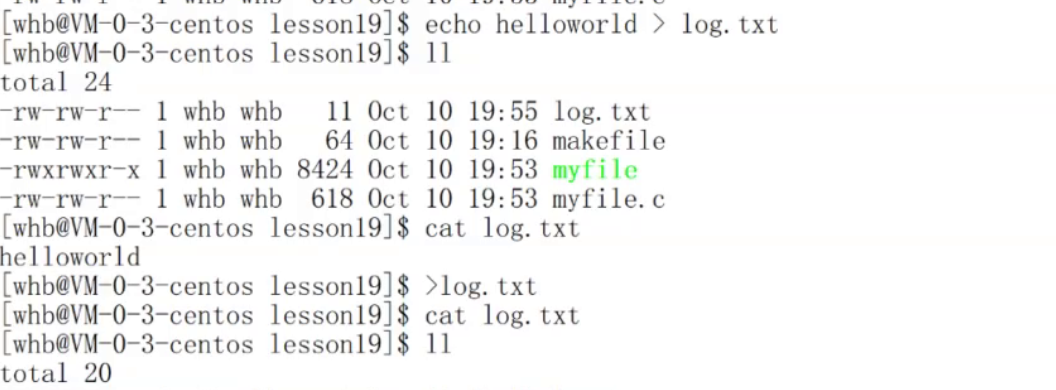 [whb@VM-0-3-centos lesson19]$ echo helloworld > log.txt
[whb@VM-0-3-centos lesson19]$ ll
total 24
-rw-rw-r-- 1 whb whb   11 Oct 10 19:55 log.txt
-rw-rw-r-- 1 whb whb   64 Oct 10 19:16 makefile
-rwxrwxr-x 1 whb whb 8424 Oct 10 19:53 myfile
-rw-rw-r-- 1 whb whb  618 Oct 10 19:53 myfile.c
[whb@VM-0-3-centos lesson19]$ cat log.txt
helloworld
[whb@VM-0-3-centos lesson19]$ >log.txt
[whb@VM-0-3-centos lesson19]$ cat log.txt
[whb@VM-0-3-centos lesson19]$ ll
total 20